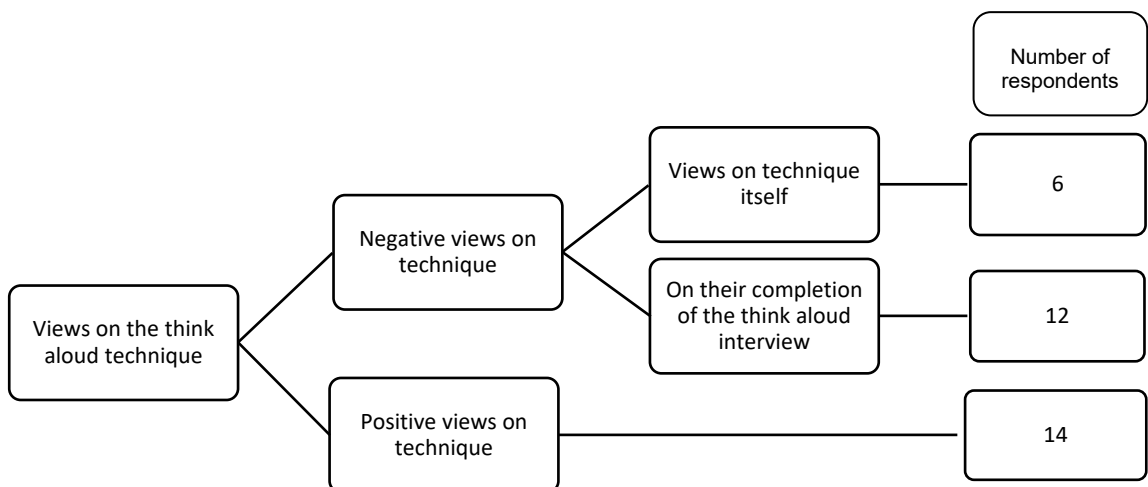 Number of
respondents
Views on technique
itself
6
Negative views on
technique
On their completion
of the think aloud
interview
12
Views on the think
aloud technique
Positive views on
technique
14